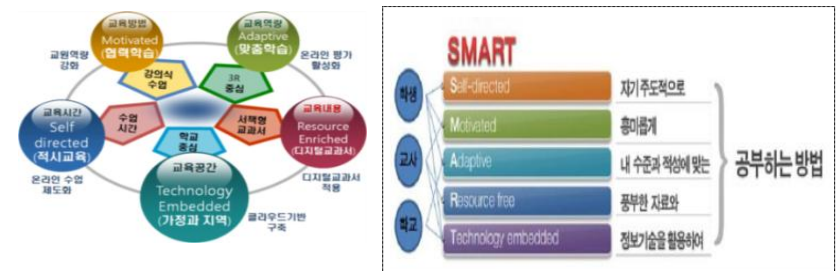 교육방법
Motivated
(협력학습)
교육역량
Adaptive
(맞춤학습)
교원역량
강화
온라인 평가
활성화
강의식
수업
3R
중심
교육시간
Self
directed
(적시교육)
수업
시간
서책형
교과서
교육내용
Resource
Enriched
(디지털교과서)
학교
중심
교육공간
Technology
Embedded
(가정과 지역)
온라인 수업
제도화
디지털교과서
적용
클라우드기반
구축
SMART
학생
교사
학교
Self-directed
자기 주도적으로
Motivated
흥미롭게
Adaptive
내 수준과 적성에 맞는
Resource free
풍부한 자료와
Technology embedded
정보기술을 활용하여
공부하는 방법